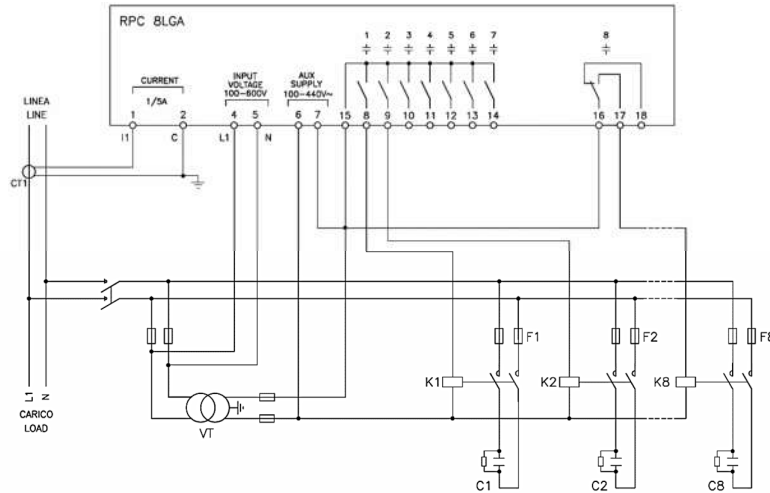 RPC 8LGA
1 2 3 4 5 6 7 8
CURRENT
1/5A
INPUT
VOLTAGE
100-600V
AUX
SUPPLY
100-440V~
LINEA
LINE
1 2 4 5 6 7 15 8 9 10 11 12 13 14 16 17 18
I1 C L1 N
CT1
F1 F2 F8
K1 K2 K8
L1 N
CARICO
LOAD
VT
C1 C2 C8